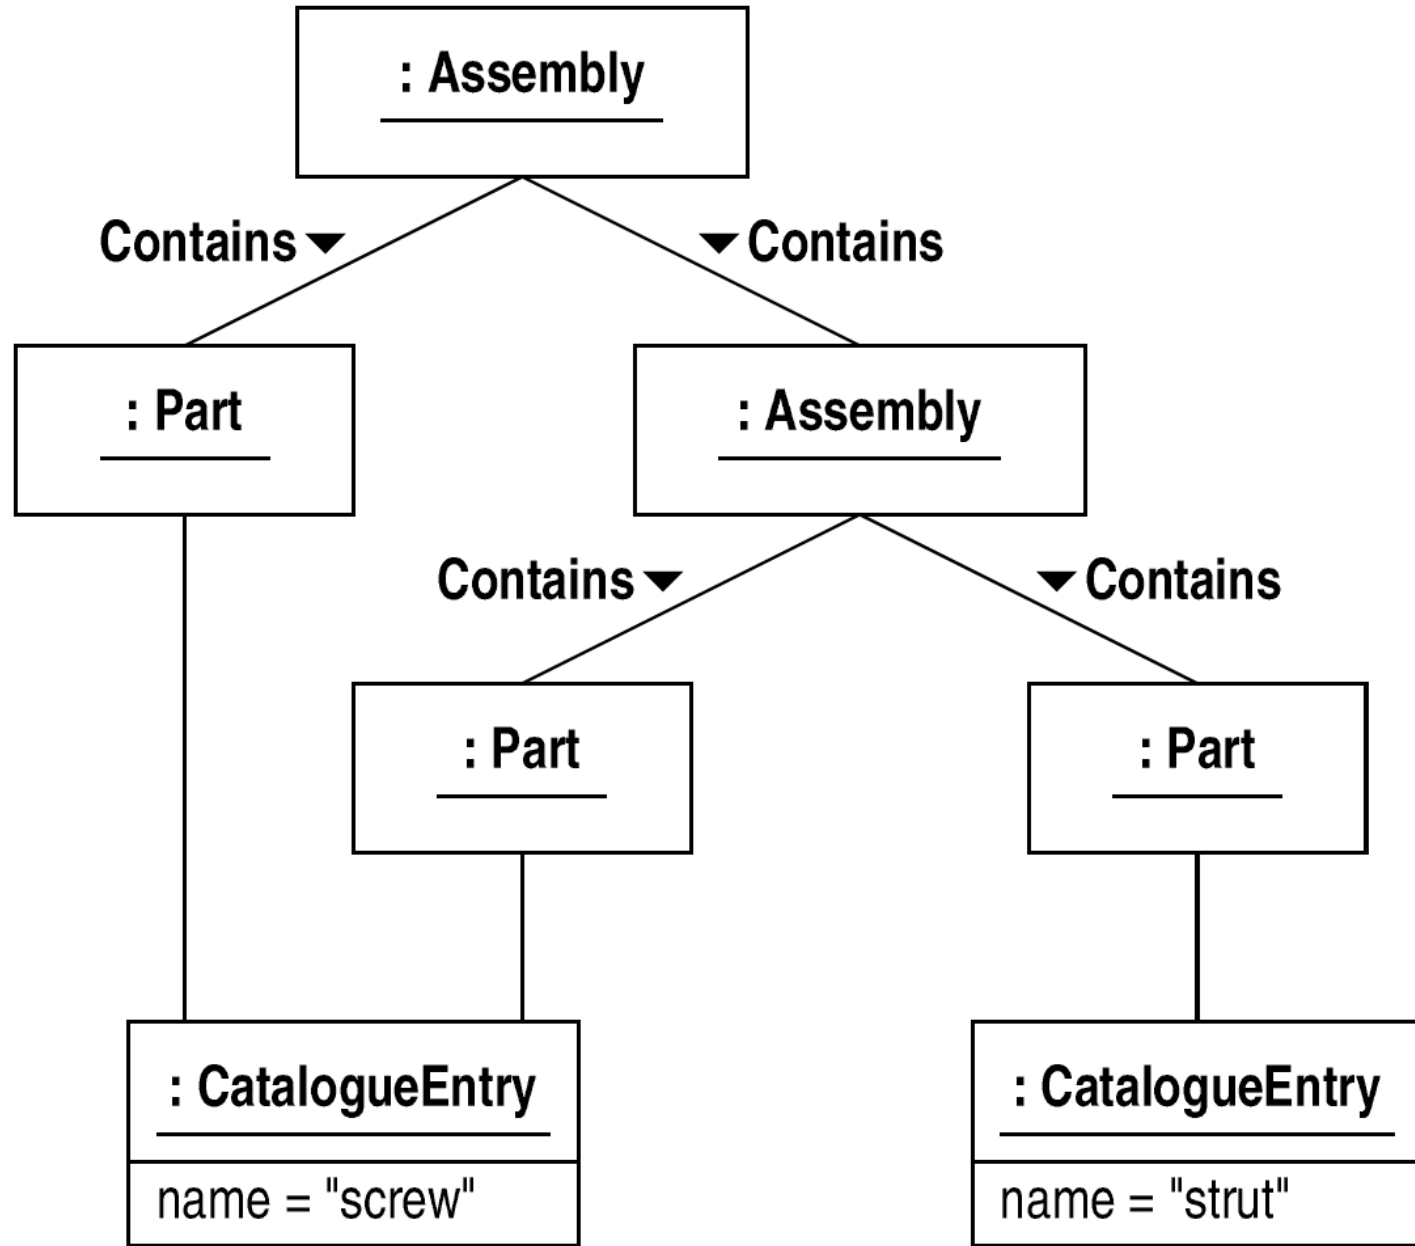 : Assembly
Contains
Contains
: Part
: Assembly
Contains
Contains
: Part
: Part
: CatalogueEntry
name = "screw"
: CatalogueEntry
name = "strut"